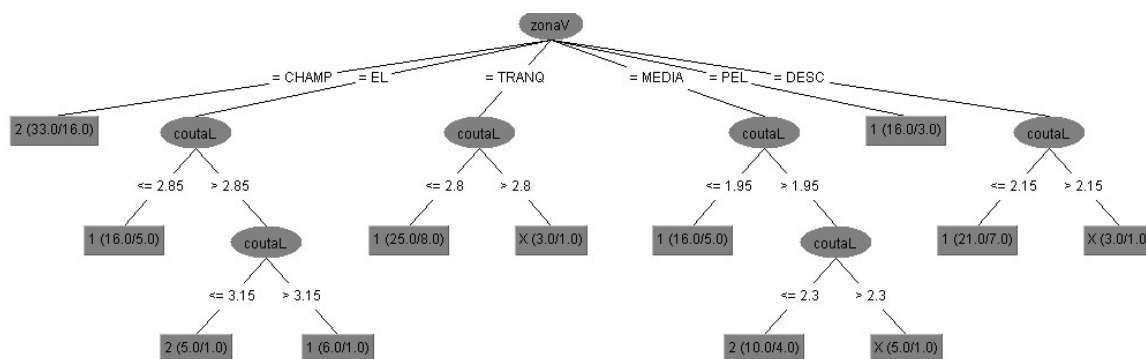 zonaV
= CHAMP = EL = TRANQ = MEDIA = PEL = DESC
2 (33.0/16.0) coutaL coutaL coutaL 1 (16.0/3.0) coutaL
<= 2.85 > 2.85 <= 2.8 > 2.8 <= 1.95 > 1.95 <= 2.15 > 2.15
1 (16.0/5.0) coutaL 1 (25.0/8.0) X (3.0/1.0) 1 (16.0/5.0) coutaL 1 (21.0/7.0) X (3.0/1.0)
<= 3.15 > 3.15 <= 2.3 > 2.3
2 (5.0/1.0) 1 (6.0/1.0) 2 (10.0/4.0) X (5.0/1.0)